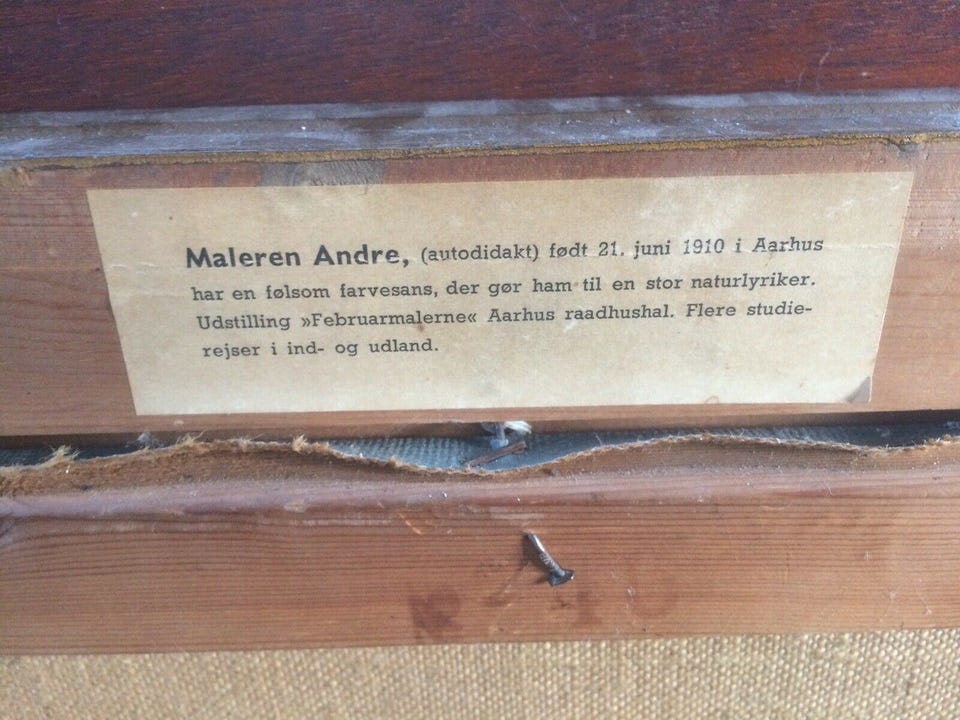 Maleren Andre, (autodidakt) født 21. juni 1910 i Aarhus
har en følsom farvesans, der gør ham til en stor naturlyriker.
Udstilling »Februarmalerne« Aarhus raadhushal. Flere studie-
rejser i ind- og udland.